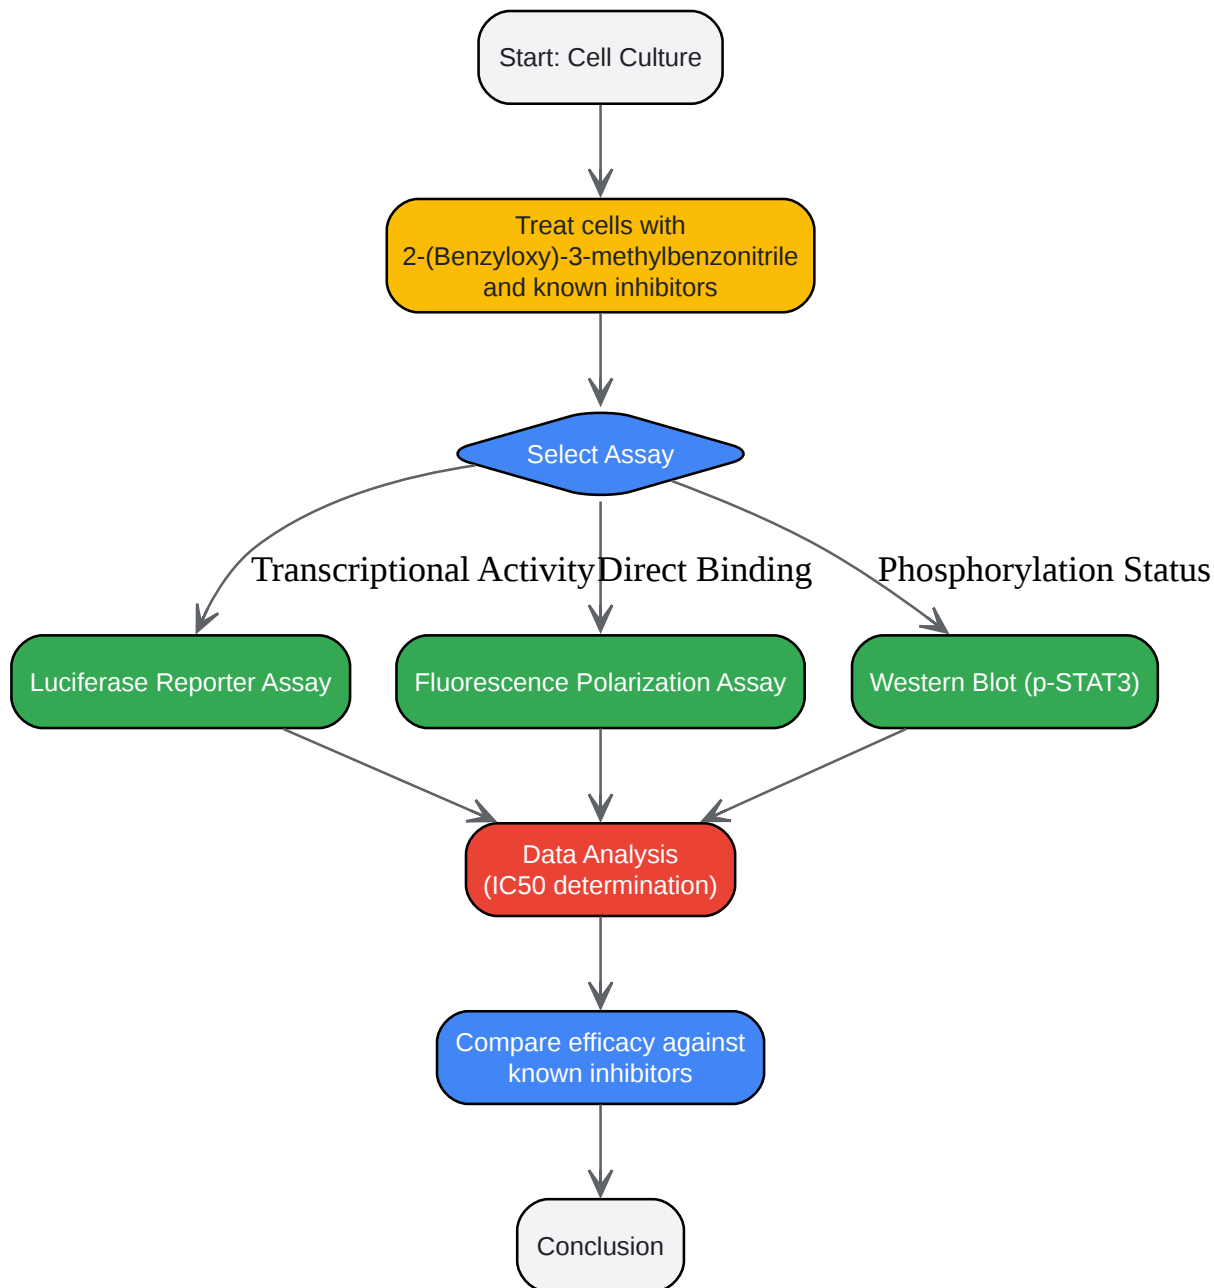 Start: Cell Culture
Treat cells with
2-(Benzyloxy)-3-methylbenzonitrile
and known inhibitors
Select Assay
Transcriptional Activity
Direct Binding
Phosphorylation Status
Luciferase Reporter Assay
Fluorescence Polarization Assay
Western Blot (p-STAT3)
Data Analysis
(IC50 determination)
Compare efficacy against
known inhibitors
Conclusion